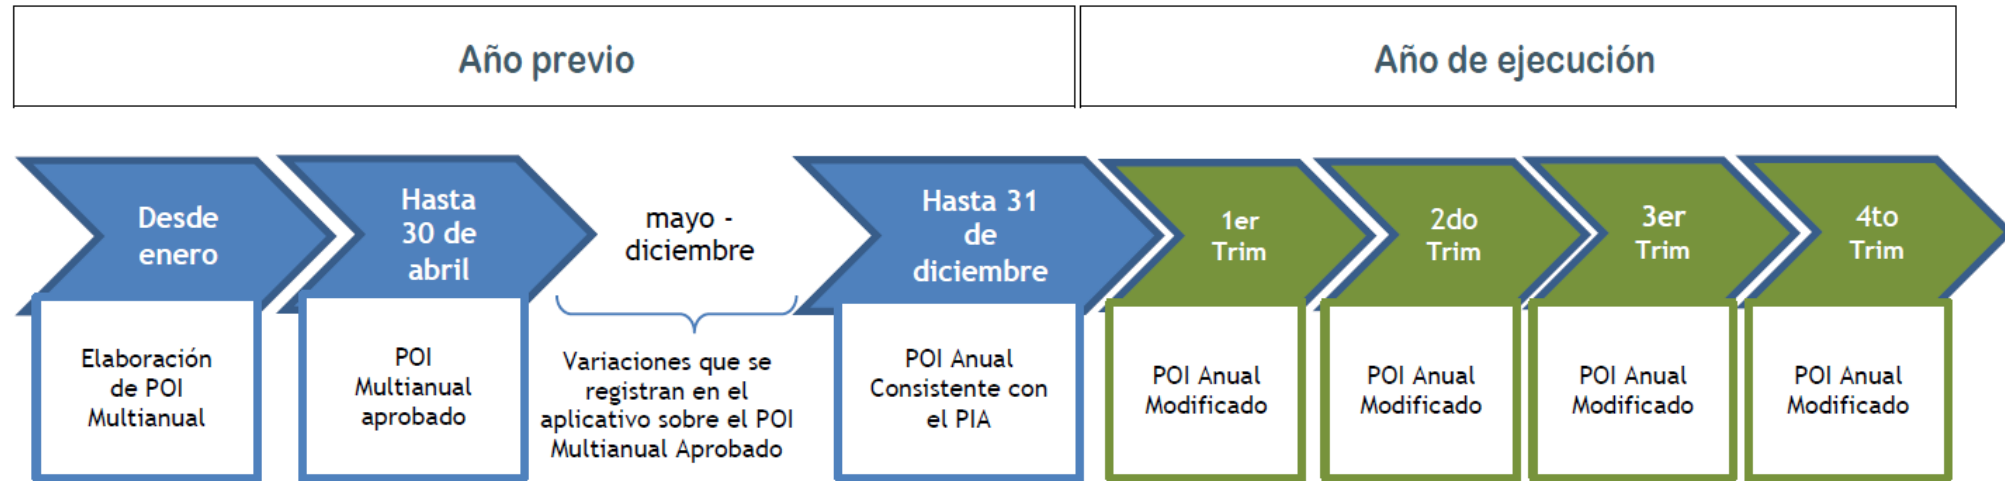 Año previo
Año de ejecución
Desde
enero
Hasta
30 de
abril
mayo -
diciembre
Hasta 31
de
diciembre
1er
Trim
2do
Trim
3er
Trim
4to
Trim
Elaboración
de POI
Multianual
POI
Multianual
aprobado
Variaciones que se
registran en el
aplicativo sobre el POI
Multianual Aprobado
POI Anual
Consistente con
el PIA
POI Anual
Modificado
POI Anual
Modificado
POI Anual
Modificado
POI Anual
Modificado